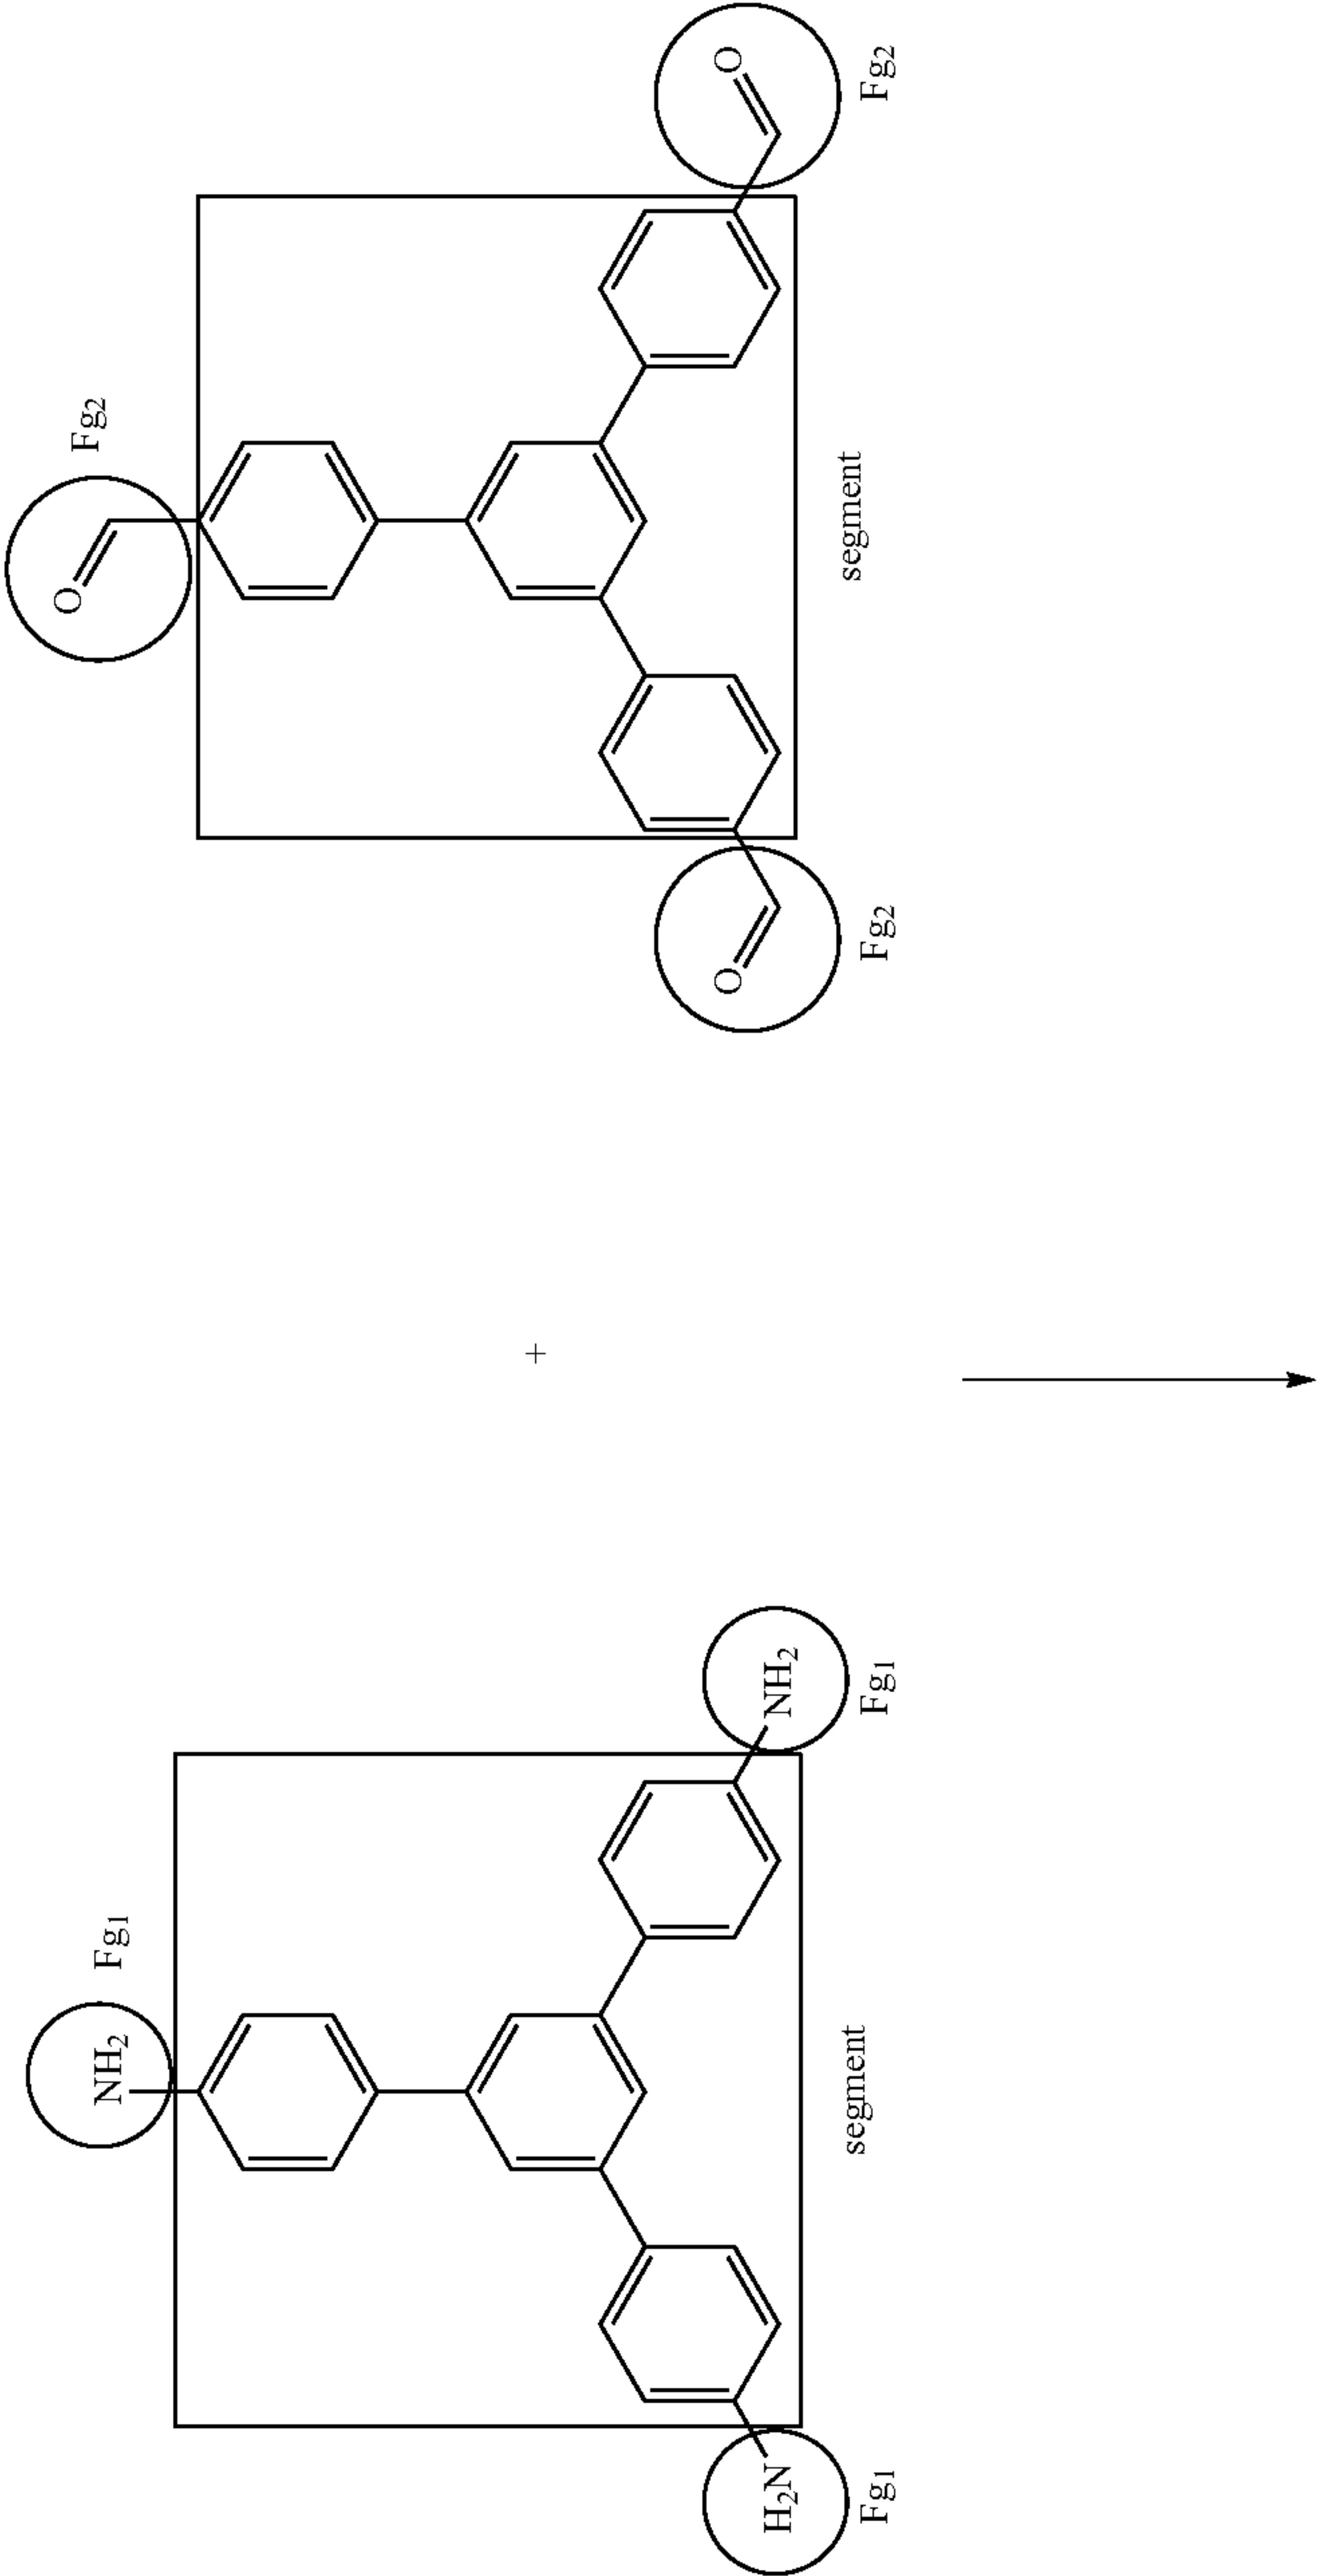 Fg₁
NH₂
H₂N
NH₂
Fg₁
Fg₁
segment
+
Fg₂
O
O
O
Fg₂
Fg₂
segment